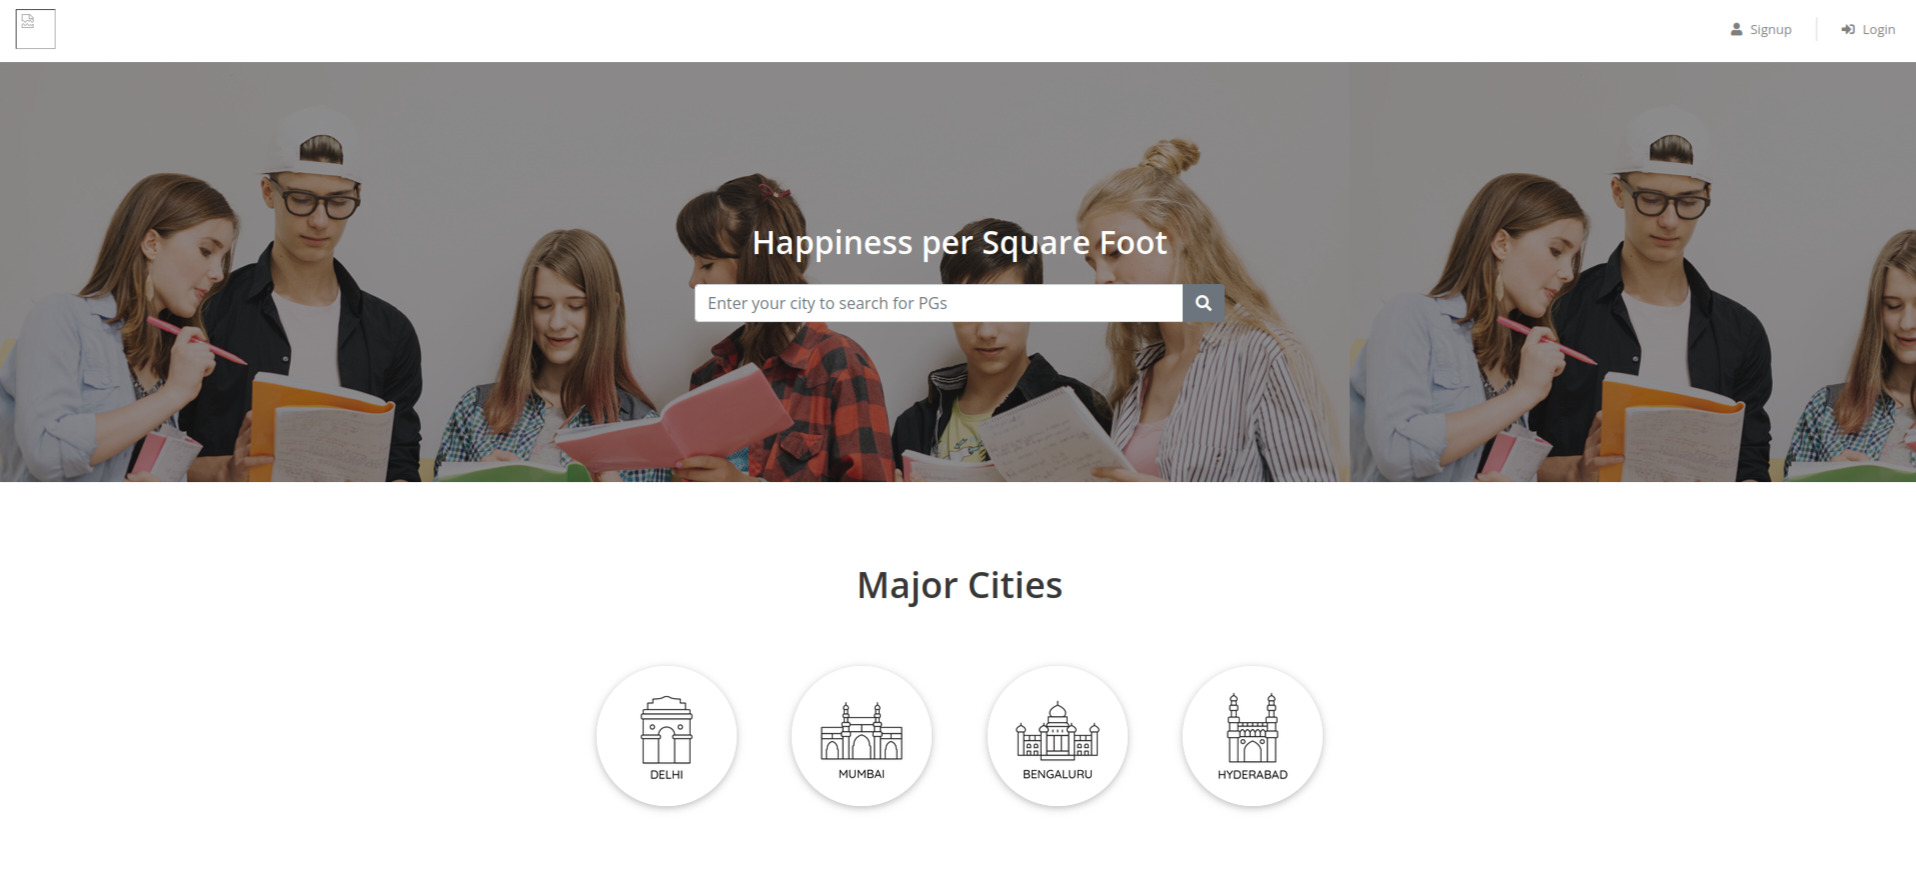 Signup
Login
Happiness per Square Foot
Enter your city to search for PGs
Major Cities
DELHI
MUMBAI
BENGALURU
HYDERABAD